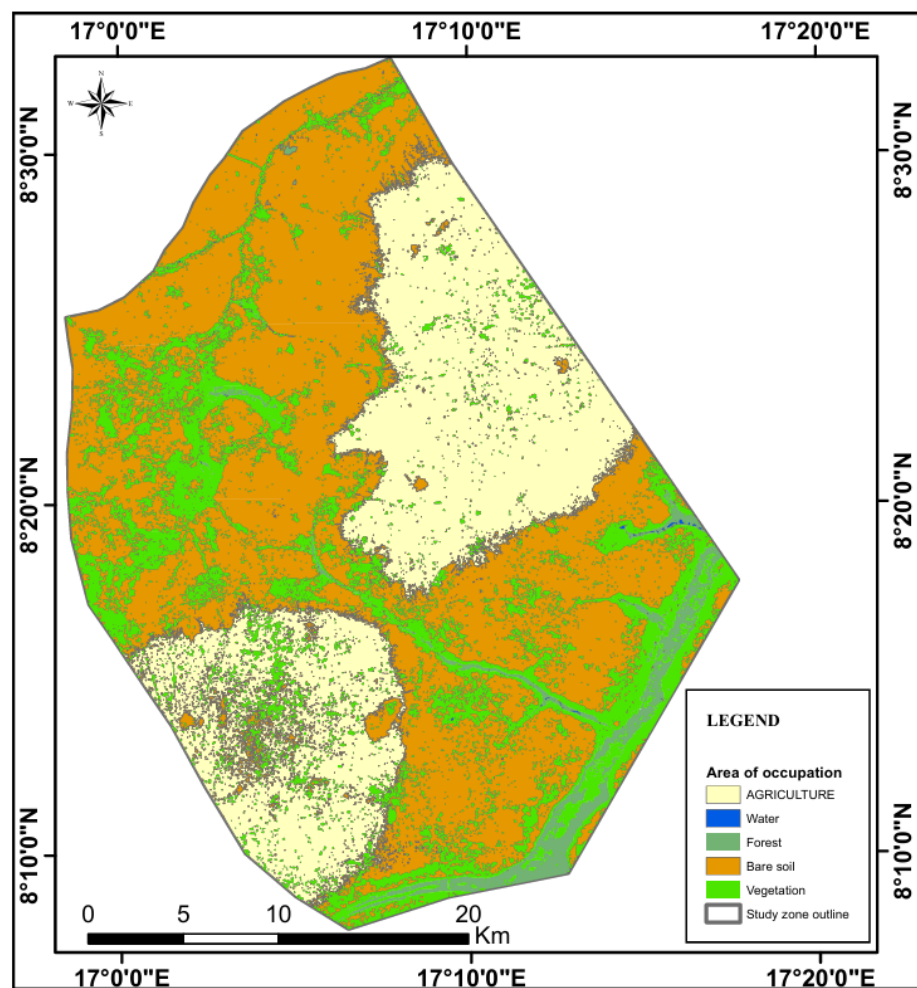 17°0'0"E 17°10'0"E 17°20'0"E
N
W E
S
8°30'0"N 8°30'0"N
8°20'0"N 8°20'0"N
8°10'0"N 8°10'0"N
LEGEND
Area of occupation
AGRICULTURE
Water
Forest
Bare soil
Vegetation
Study zone outline
0 5 10 20
Km
17°0'0"E 17°10'0"E 17°20'0"E